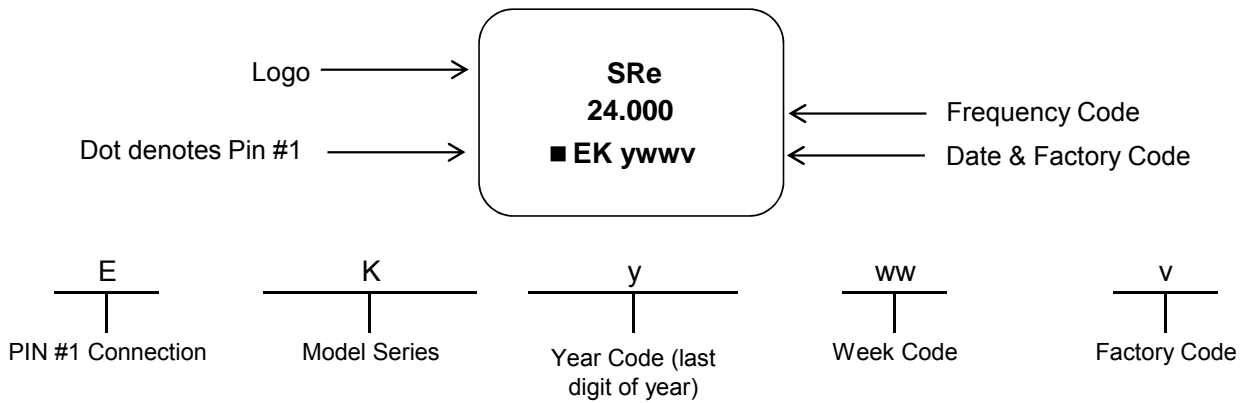 Logo
SRe
24.000
Frequency Code
Dot denotes Pin #1
■ EK ywwv
Date & Factory Code
E
K
y
ww
v
PIN #1 Connection
Model Series
Year Code (last
digit of year)
Week Code
Factory Code